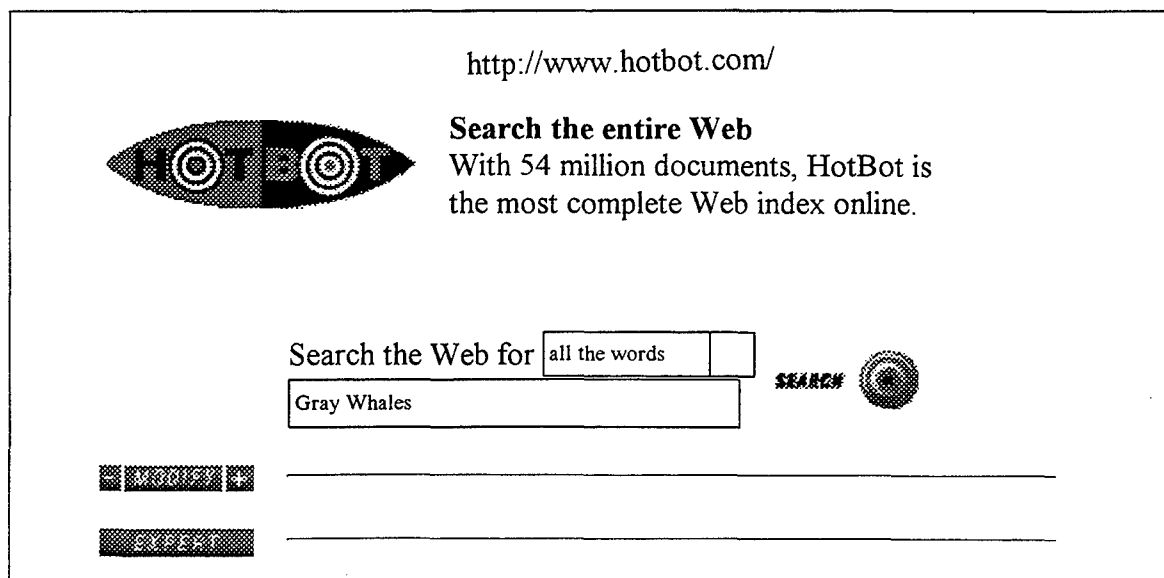 http://www.hotbot.com/
HOTBOT
Search the entire Web
With 54 million documents, HotBot is
the most complete Web index online.
Search the Web for all the words
SEARCH
Gray Whales
- MODIFY +
EXPERT